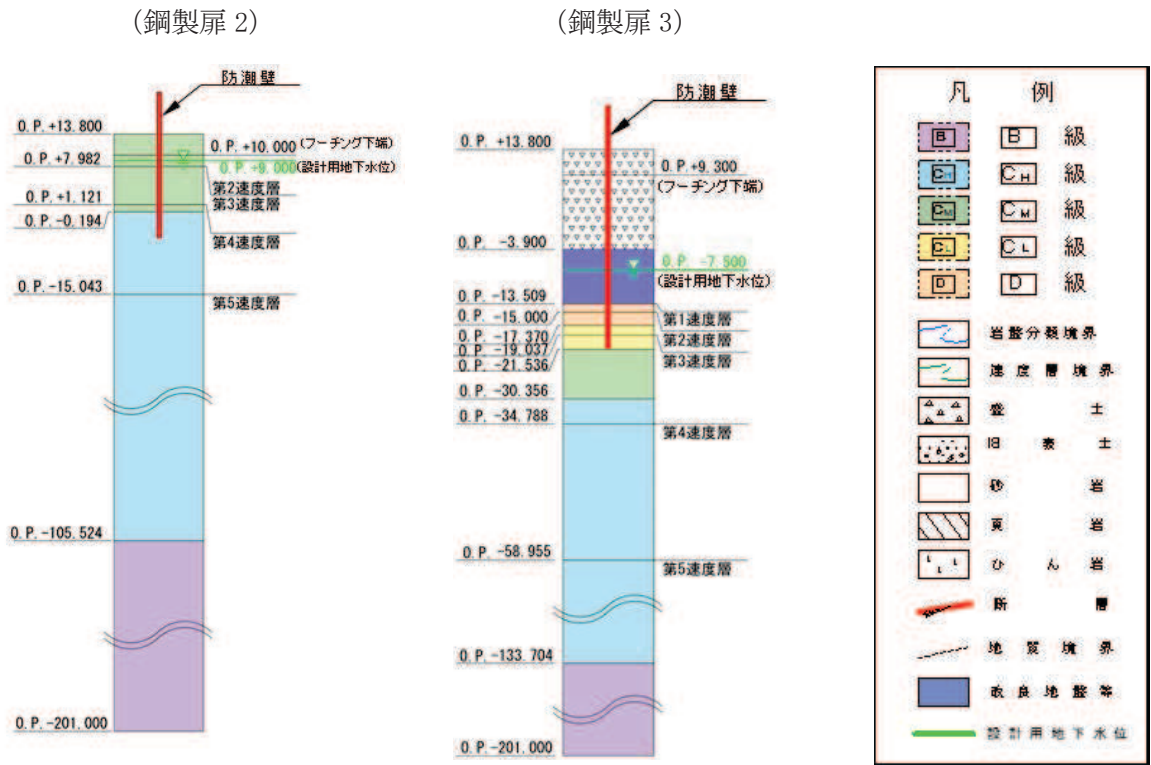 (鋼製扉 2)
防潮壁
O.P.+13.800
O.P.+10.000(フーチング下端)
O.P.+7.982
O.P.+9.000(設計用地下水位)
第2速度層
O.P.+1.121
第3速度層
O.P.-0.194
第4速度層
O.P.-15.043
第5速度層
O.P.-105.524
O.P.-201.000
(鋼製扉 3)
防潮壁
O.P.+13.800
O.P.+9.300
(フーチング下端)
O.P.-3.900
O.P.-7.500
(設計用地下水位)
O.P.-13.509
O.P.-15.000
第1速度層
O.P.-17.370
第2速度層
O.P.-19.037
O.P.-21.536
第3速度層
O.P.-30.356
O.P.-34.788
第4速度層
O.P.-58.955
第5速度層
O.P.-133.704
O.P.-201.000
凡例
B B 級
CH CH 級
CM CM 級
CL CL 級
D D 級
岩盤分類境界
速度層境界
盛土
旧表土
砂岩
頁岩
ひん岩
断層
地質境界
改良地盤等
設計用地下水位